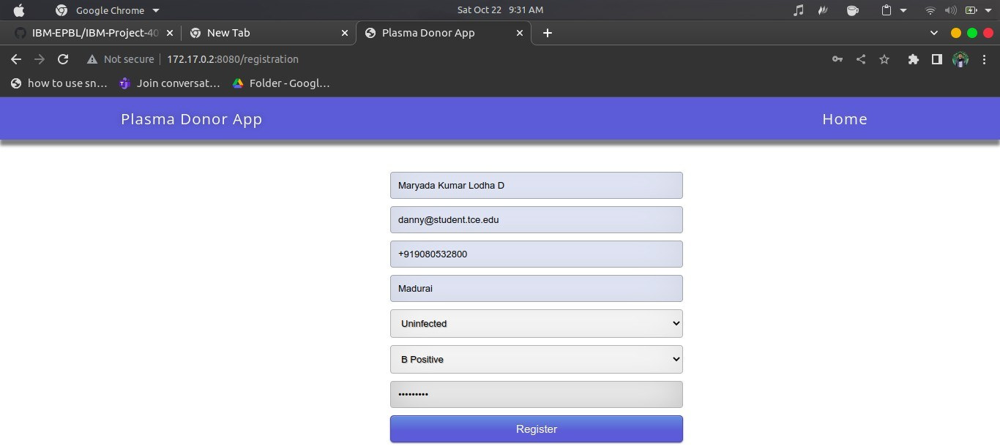 Google Chrome
Sat Oct 22 9:31 AM
IBM-EPBL/IBM-Project-40
New Tab
Plasma Donor App
Not secure
172.17.0.2:8080/registration
how to use sn...
Join conversat...
Folder - Googl...
Plasma Donor App
Home
Maryada Kumar Lodha D
danny@student.tce.edu
+919080532800
Madurai
Uninfected
B Positive
•••••••••
Register